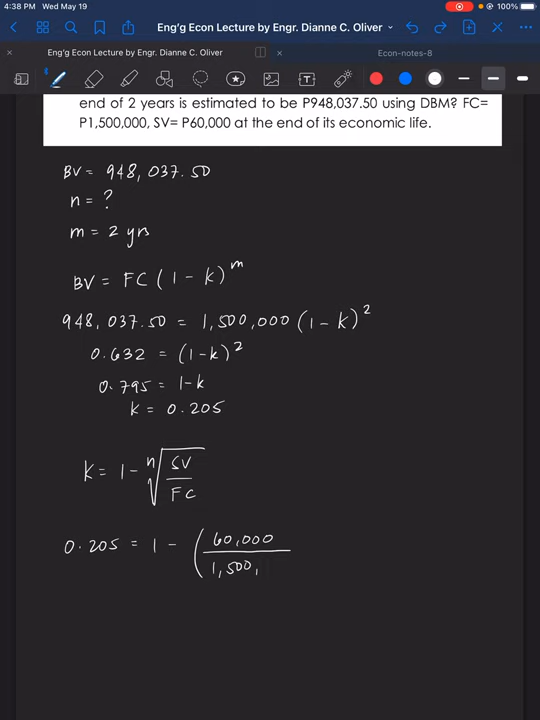 4:38 PM Wed May 19
100%
Eng'g Econ Lecture by Engr. Dianne C. Oliver
Eng'g Econ Lecture by Engr. Dianne C. Oliver
Econ-notes-8
end of 2 years is estimated to be P948,037.50 using DBM? FC=
P1,500,000, SV= P60,000 at the end of its economic life.
BV = 948,037.50
n = ?
m = 2 yrs
BV = FC (1 - k)^m
948,037.50 = 1,500,000 (1 - k)^2
0.632 = (1-k)^2
0.795 = 1-k
k = 0.205
k = 1 - n√(SV/FC)
0.205 = 1 - (60,000/1,500,